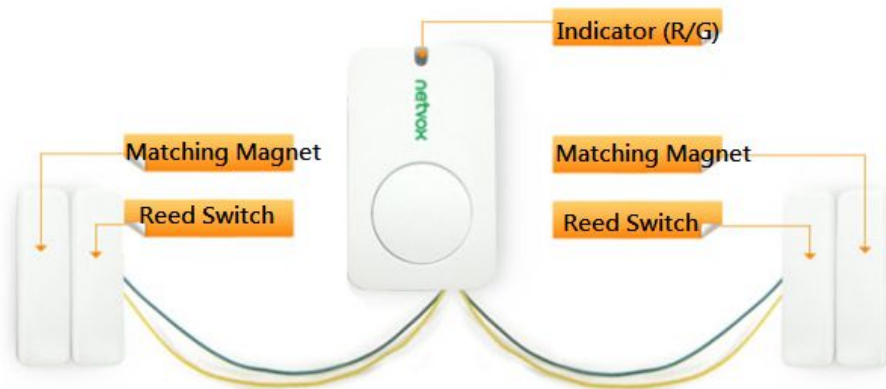 Indicator (R/G)
netvox
Matching Magnet
Reed Switch
Matching Magnet
Reed Switch